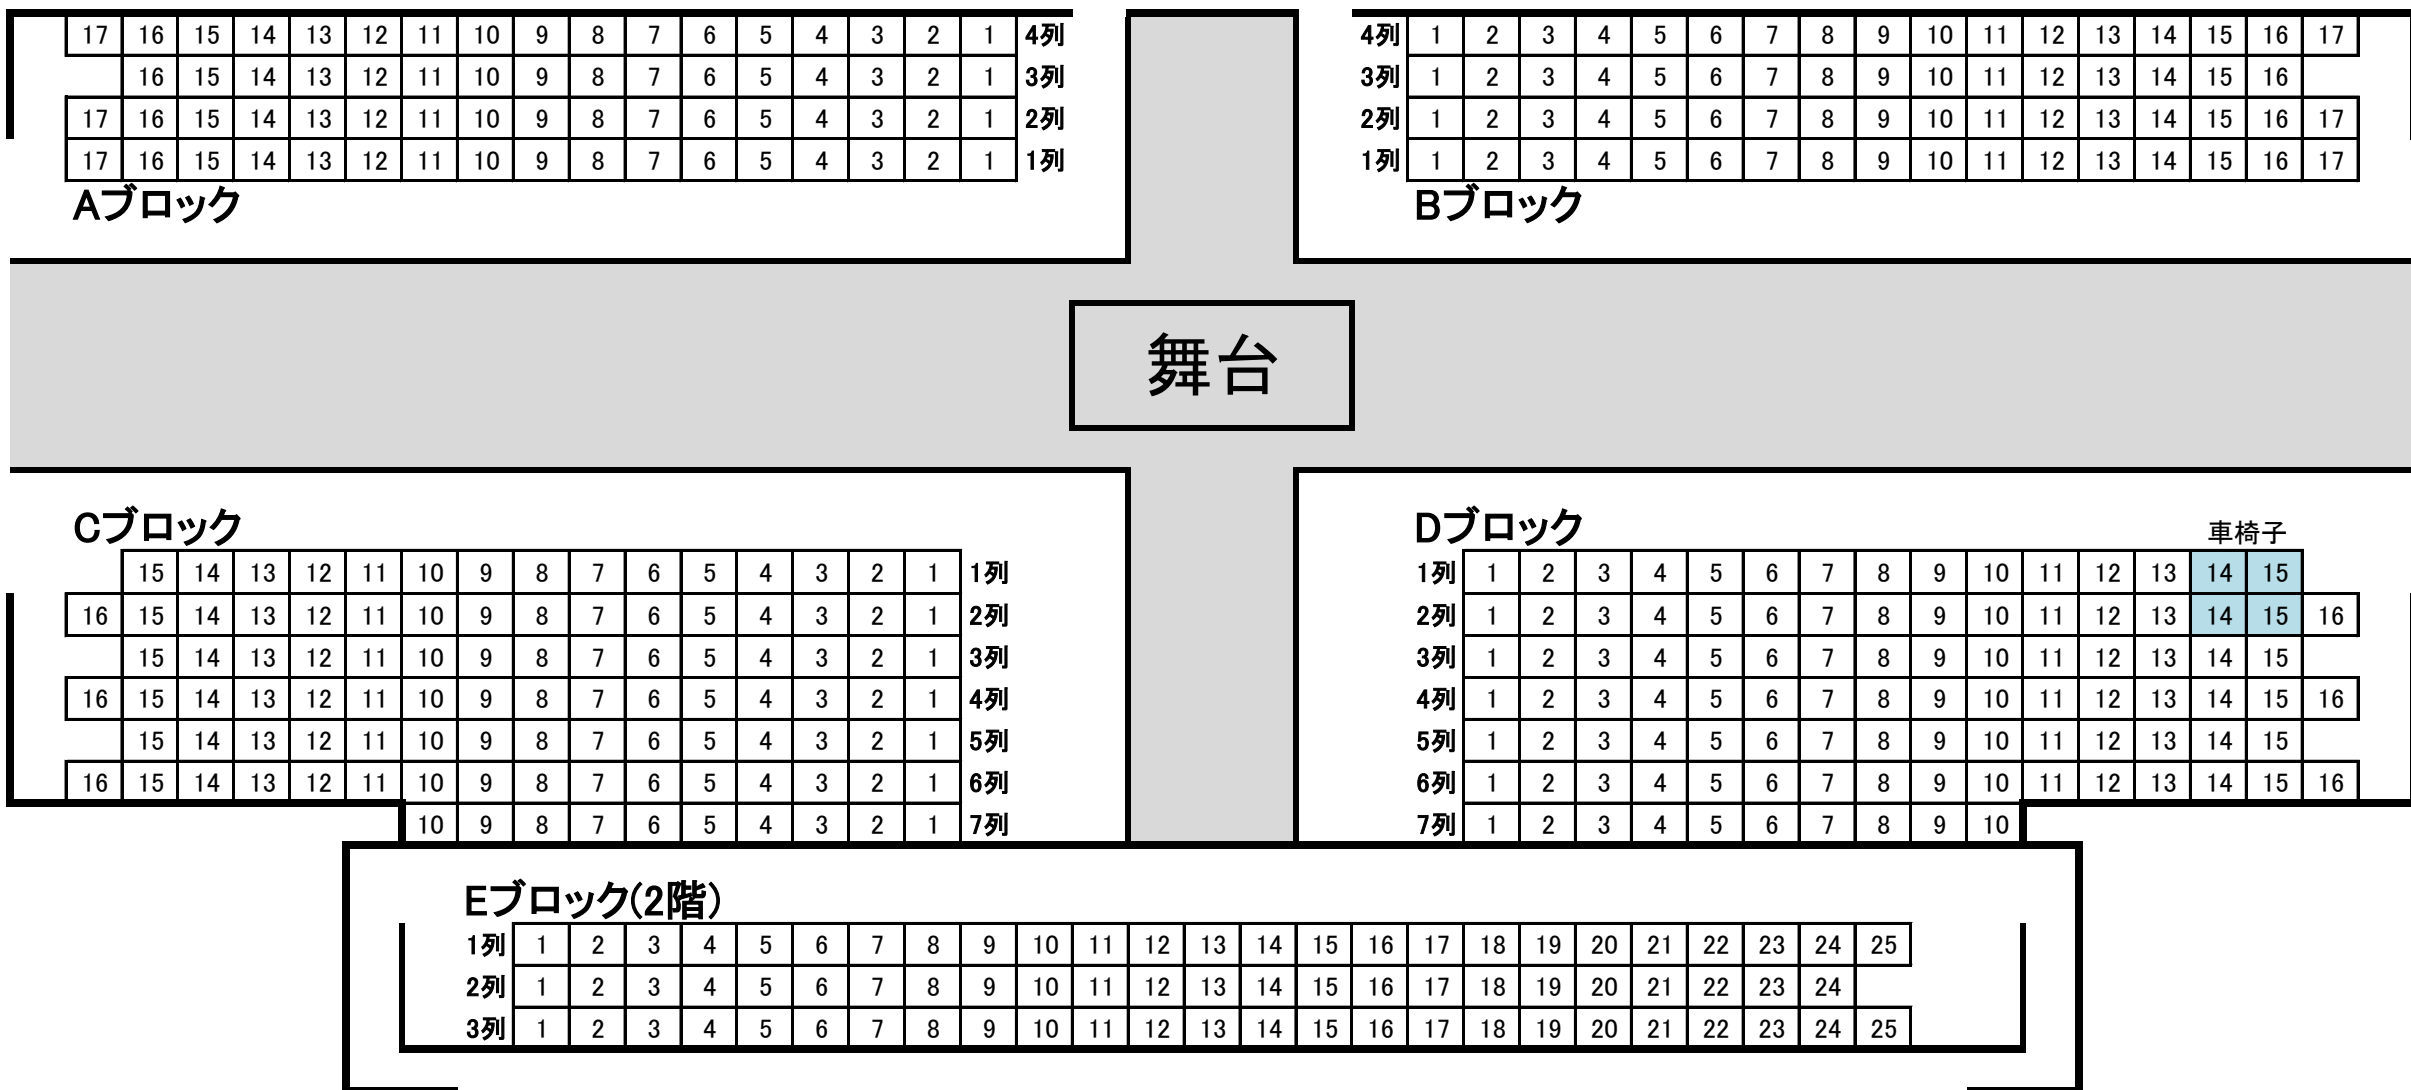 17 16 15 14 13 12 11 10 9 8 7 6 5 4 3 2 1 4列
4列 1 2 3 4 5 6 7 8 9 10 11 12 13 14 15 16 17
16 15 14 13 12 11 10 9 8 7 6 5 4 3 2 1 3列
3列 1 2 3 4 5 6 7 8 9 10 11 12 13 14 15 16
17 16 15 14 13 12 11 10 9 8 7 6 5 4 3 2 1 2列
2列 1 2 3 4 5 6 7 8 9 10 11 12 13 14 15 16 17
17 16 15 14 13 12 11 10 9 8 7 6 5 4 3 2 1 1列
1列 1 2 3 4 5 6 7 8 9 10 11 12 13 14 15 16 17
Aブロック
Bブロック
舞台
Cブロック
Dブロック
車椅子
15 14 13 12 11 10 9 8 7 6 5 4 3 2 1 1列
1列 1 2 3 4 5 6 7 8 9 10 11 12 13 14 15
16 15 14 13 12 11 10 9 8 7 6 5 4 3 2 1 2列
2列 1 2 3 4 5 6 7 8 9 10 11 12 13 14 15 16
15 14 13 12 11 10 9 8 7 6 5 4 3 2 1 3列
3列 1 2 3 4 5 6 7 8 9 10 11 12 13 14 15
16 15 14 13 12 11 10 9 8 7 6 5 4 3 2 1 4列
4列 1 2 3 4 5 6 7 8 9 10 11 12 13 14 15 16
15 14 13 12 11 10 9 8 7 6 5 4 3 2 1 5列
5列 1 2 3 4 5 6 7 8 9 10 11 12 13 14 15
16 15 14 13 12 11 10 9 8 7 6 5 4 3 2 1 6列
6列 1 2 3 4 5 6 7 8 9 10 11 12 13 14 15 16
10 9 8 7 6 5 4 3 2 1 7列
7列 1 2 3 4 5 6 7 8 9 10
Eブロック(2階)
1列 1 2 3 4 5 6 7 8 9 10 11 12 13 14 15 16 17 18 19 20 21 22 23 24 25
2列 1 2 3 4 5 6 7 8 9 10 11 12 13 14 15 16 17 18 19 20 21 22 23 24
3列 1 2 3 4 5 6 7 8 9 10 11 12 13 14 15 16 17 18 19 20 21 22 23 24 25